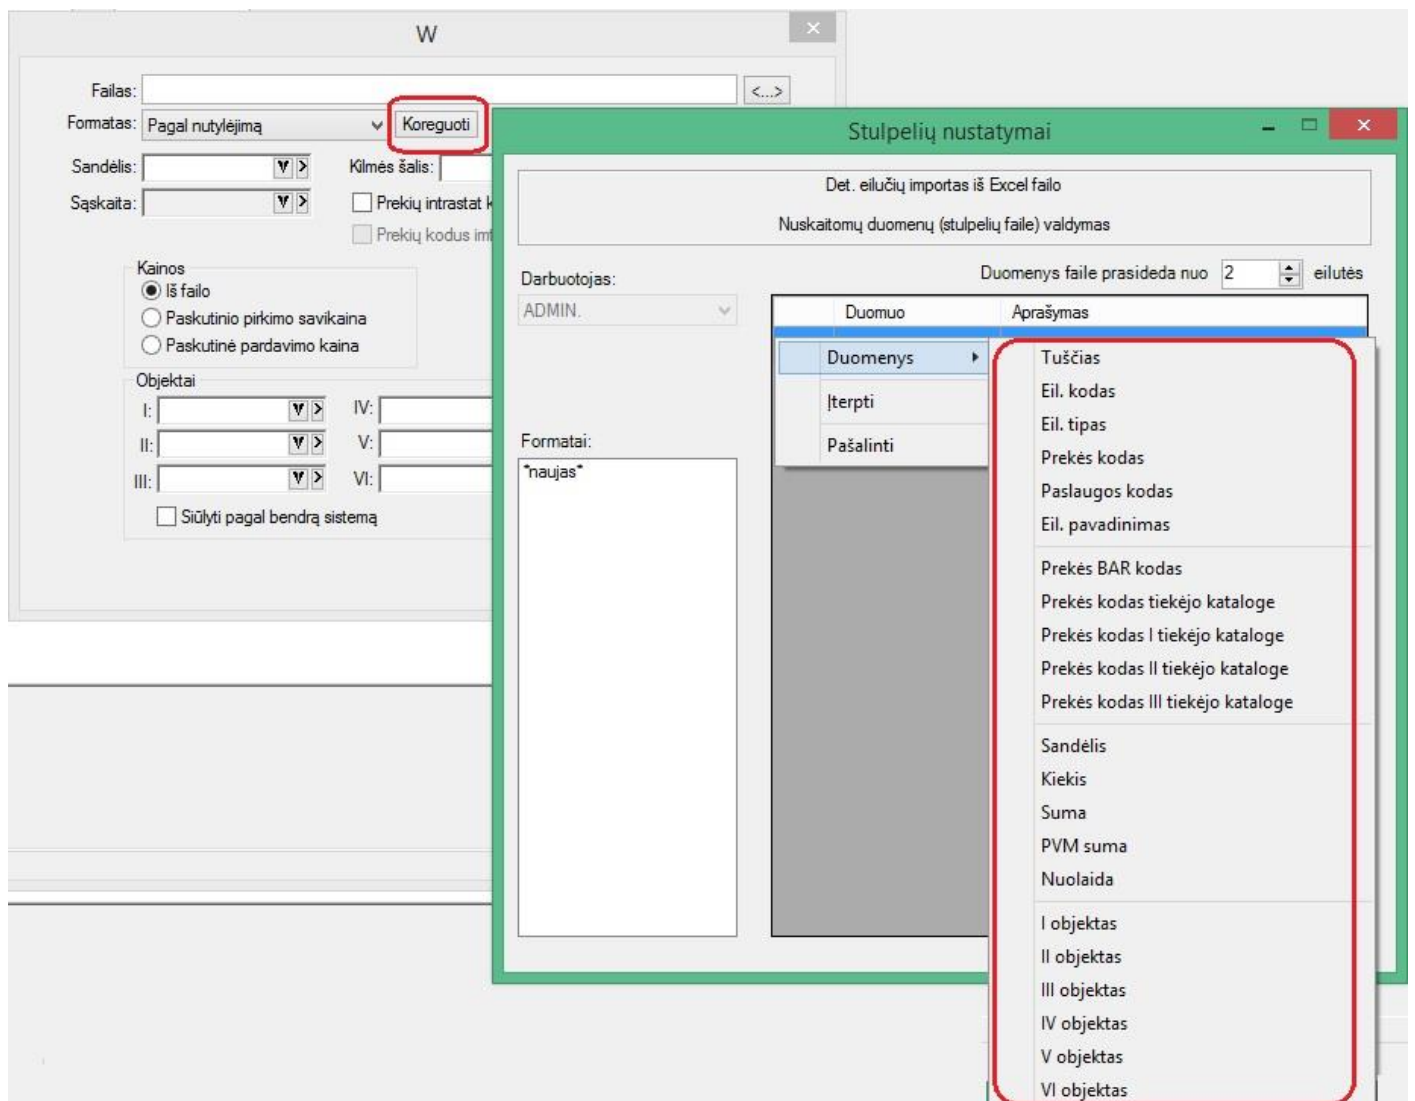 W
Failas:
<...>
Formatas: Pagal nutylėjimą Koreguoti
Sandėlis:
Kilmės šalis:
Sąskaita:
Prekių intrastat k
Prekių kodus imt
Kainos
Iš failo
Paskutinio pirkimo savikaina
Paskutinė pardavimo kaina
Objektai
I:
IV:
II:
V:
III:
VI:
Siūlyti pagal bendrą sistemą
Stulpelių nustatymai
Det. eilučių importas iš Excel failo
Nuskaitomų duomenų (stulpelių faile) valdymas
Darbuotojas:
Duomenys faile prasideda nuo 2 eilutės
ADMIN.
Duomuo Aprašymas
Formatai:
*naujas*
Duomenys
Įterpti
Pašalinti
Tuščias
Eil. kodas
Eil. tipas
Prekės kodas
Paslaugos kodas
Eil. pavadinimas
Prekės BAR kodas
Prekės kodas tiekėjo kataloge
Prekės kodas I tiekėjo kataloge
Prekės kodas II tiekėjo kataloge
Prekės kodas III tiekėjo kataloge
Sandėlis
Kiekis
Suma
PVM suma
Nuolaida
I objektas
II objektas
III objektas
IV objektas
V objektas
VI objektas